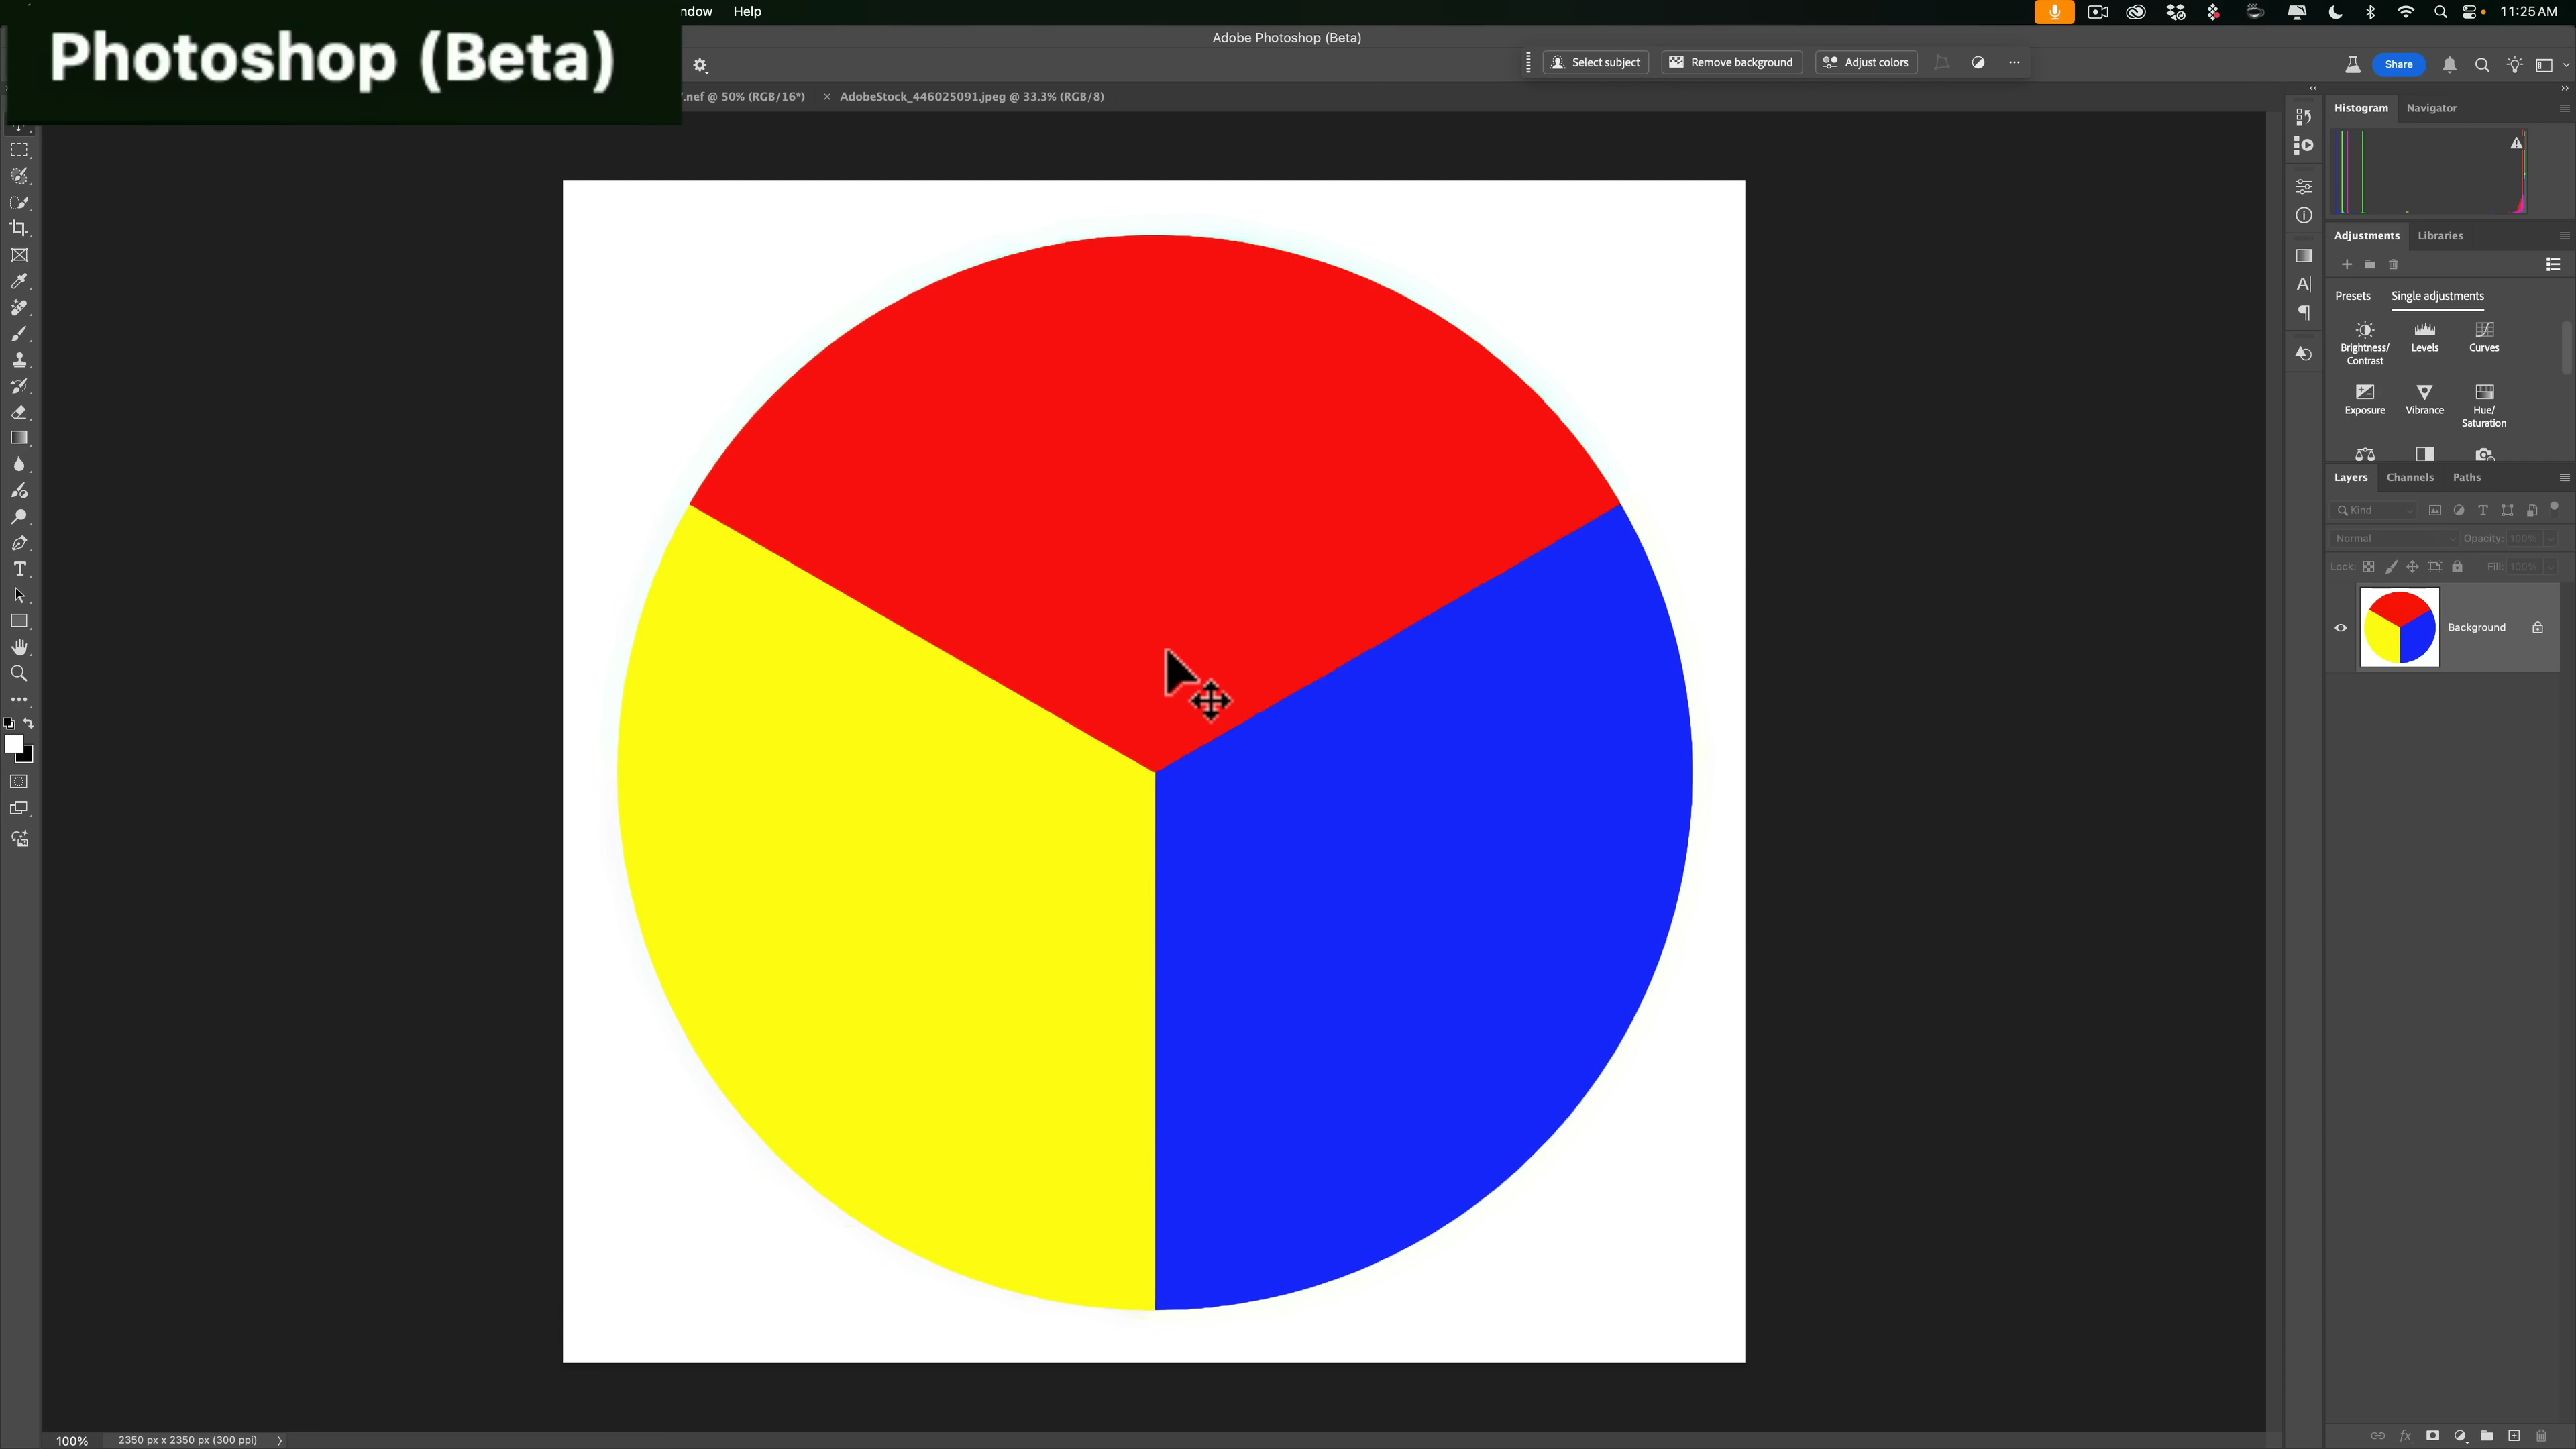 Photoshop (Beta)
ndow Help
11:25 AM
Adobe Photoshop (Beta)
Select subject Remove background Adjust colors
Share
.nef @ 50% (RGB/16*) × AdobeStock_446025091.jpeg @ 33.3% (RGB/8)
Histogram Navigator
Adjustments Libraries
Presets Single adjustments
Brightness/
Contrast
Levels
Curves
Exposure
Vibrance
Hue/
Saturation
Layers Channels Paths
Kind
Normal Opacity: 100%
Lock: Fill: 100%
Background
100% 2350 px x 2350 px (300 ppi)